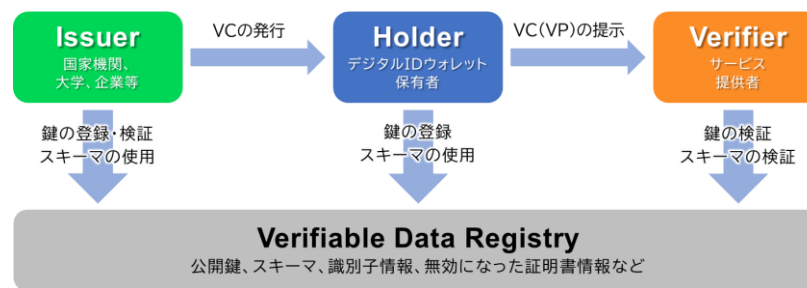 Issuer
国家機関、
大学、企業等
VCの発行
Holder
デジタルIDウォレット
保有者
VC(VP)の提示
Verifier
サービス
提供者
鍵の登録・検証
スキーマの使用
鍵の登録
スキーマの使用
鍵の検証
スキーマの検証
Verifiable Data Registry
公開鍵、スキーマ、識別子情報、無効になった証明書情報など